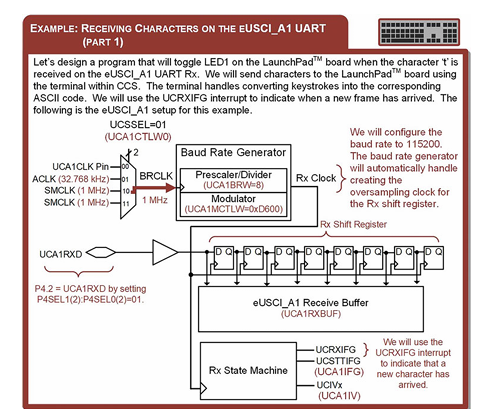 EXAMPLE: RECEIVING CHARACTERS ON THE EUSCI_A1 UART
(PART 1)
Let's design a program that will toggle LED1 on the LaunchPad™ board when the character 't' is
received on the eUSCI_A1 UART Rx. We will send characters to the LaunchPad™ board using
the terminal within CCS. The terminal handles converting keystrokes into the corresponding
ASCII code. We will use the UCRXIFG interrupt to indicate when a new frame has arrived. The
following is the eUSCI_A1 setup for this example.
UCSSEL=01
(UCA1CTLW0)
2
UCA1CLK Pin
ACLK (32.768 kHz)
SMCLK (1 MHz)
SMCLK (1 MHz)
00
01
10
11
BRCLK
1 MHz
Baud Rate Generator
Prescaler/Divider
(UCA1BRW=8)
Modulator
(UCA1MCTLW=0xD600)
Rx Clock
We will configure the
baud rate to 115200.
The baud rate generator
will automatically handle
creating the
oversampling clock for
the Rx shift register.
Rx Shift Register
UCA1RXD
D Q D Q D Q D Q D Q D Q D Q D Q
P4.2 = UCA1RXD by setting
P4SEL1(2):P4SEL0(2)=01.
eUSCI_A1 Receive Buffer
(UCA1RXBUF)
Rx State Machine
UCRXIFG
UCSTTIFG
(UCA1IFG)
UCIVx
(UCA1IV)
We will use the
UCRXIFG interrupt
to indicate that a
new character has
arrived.